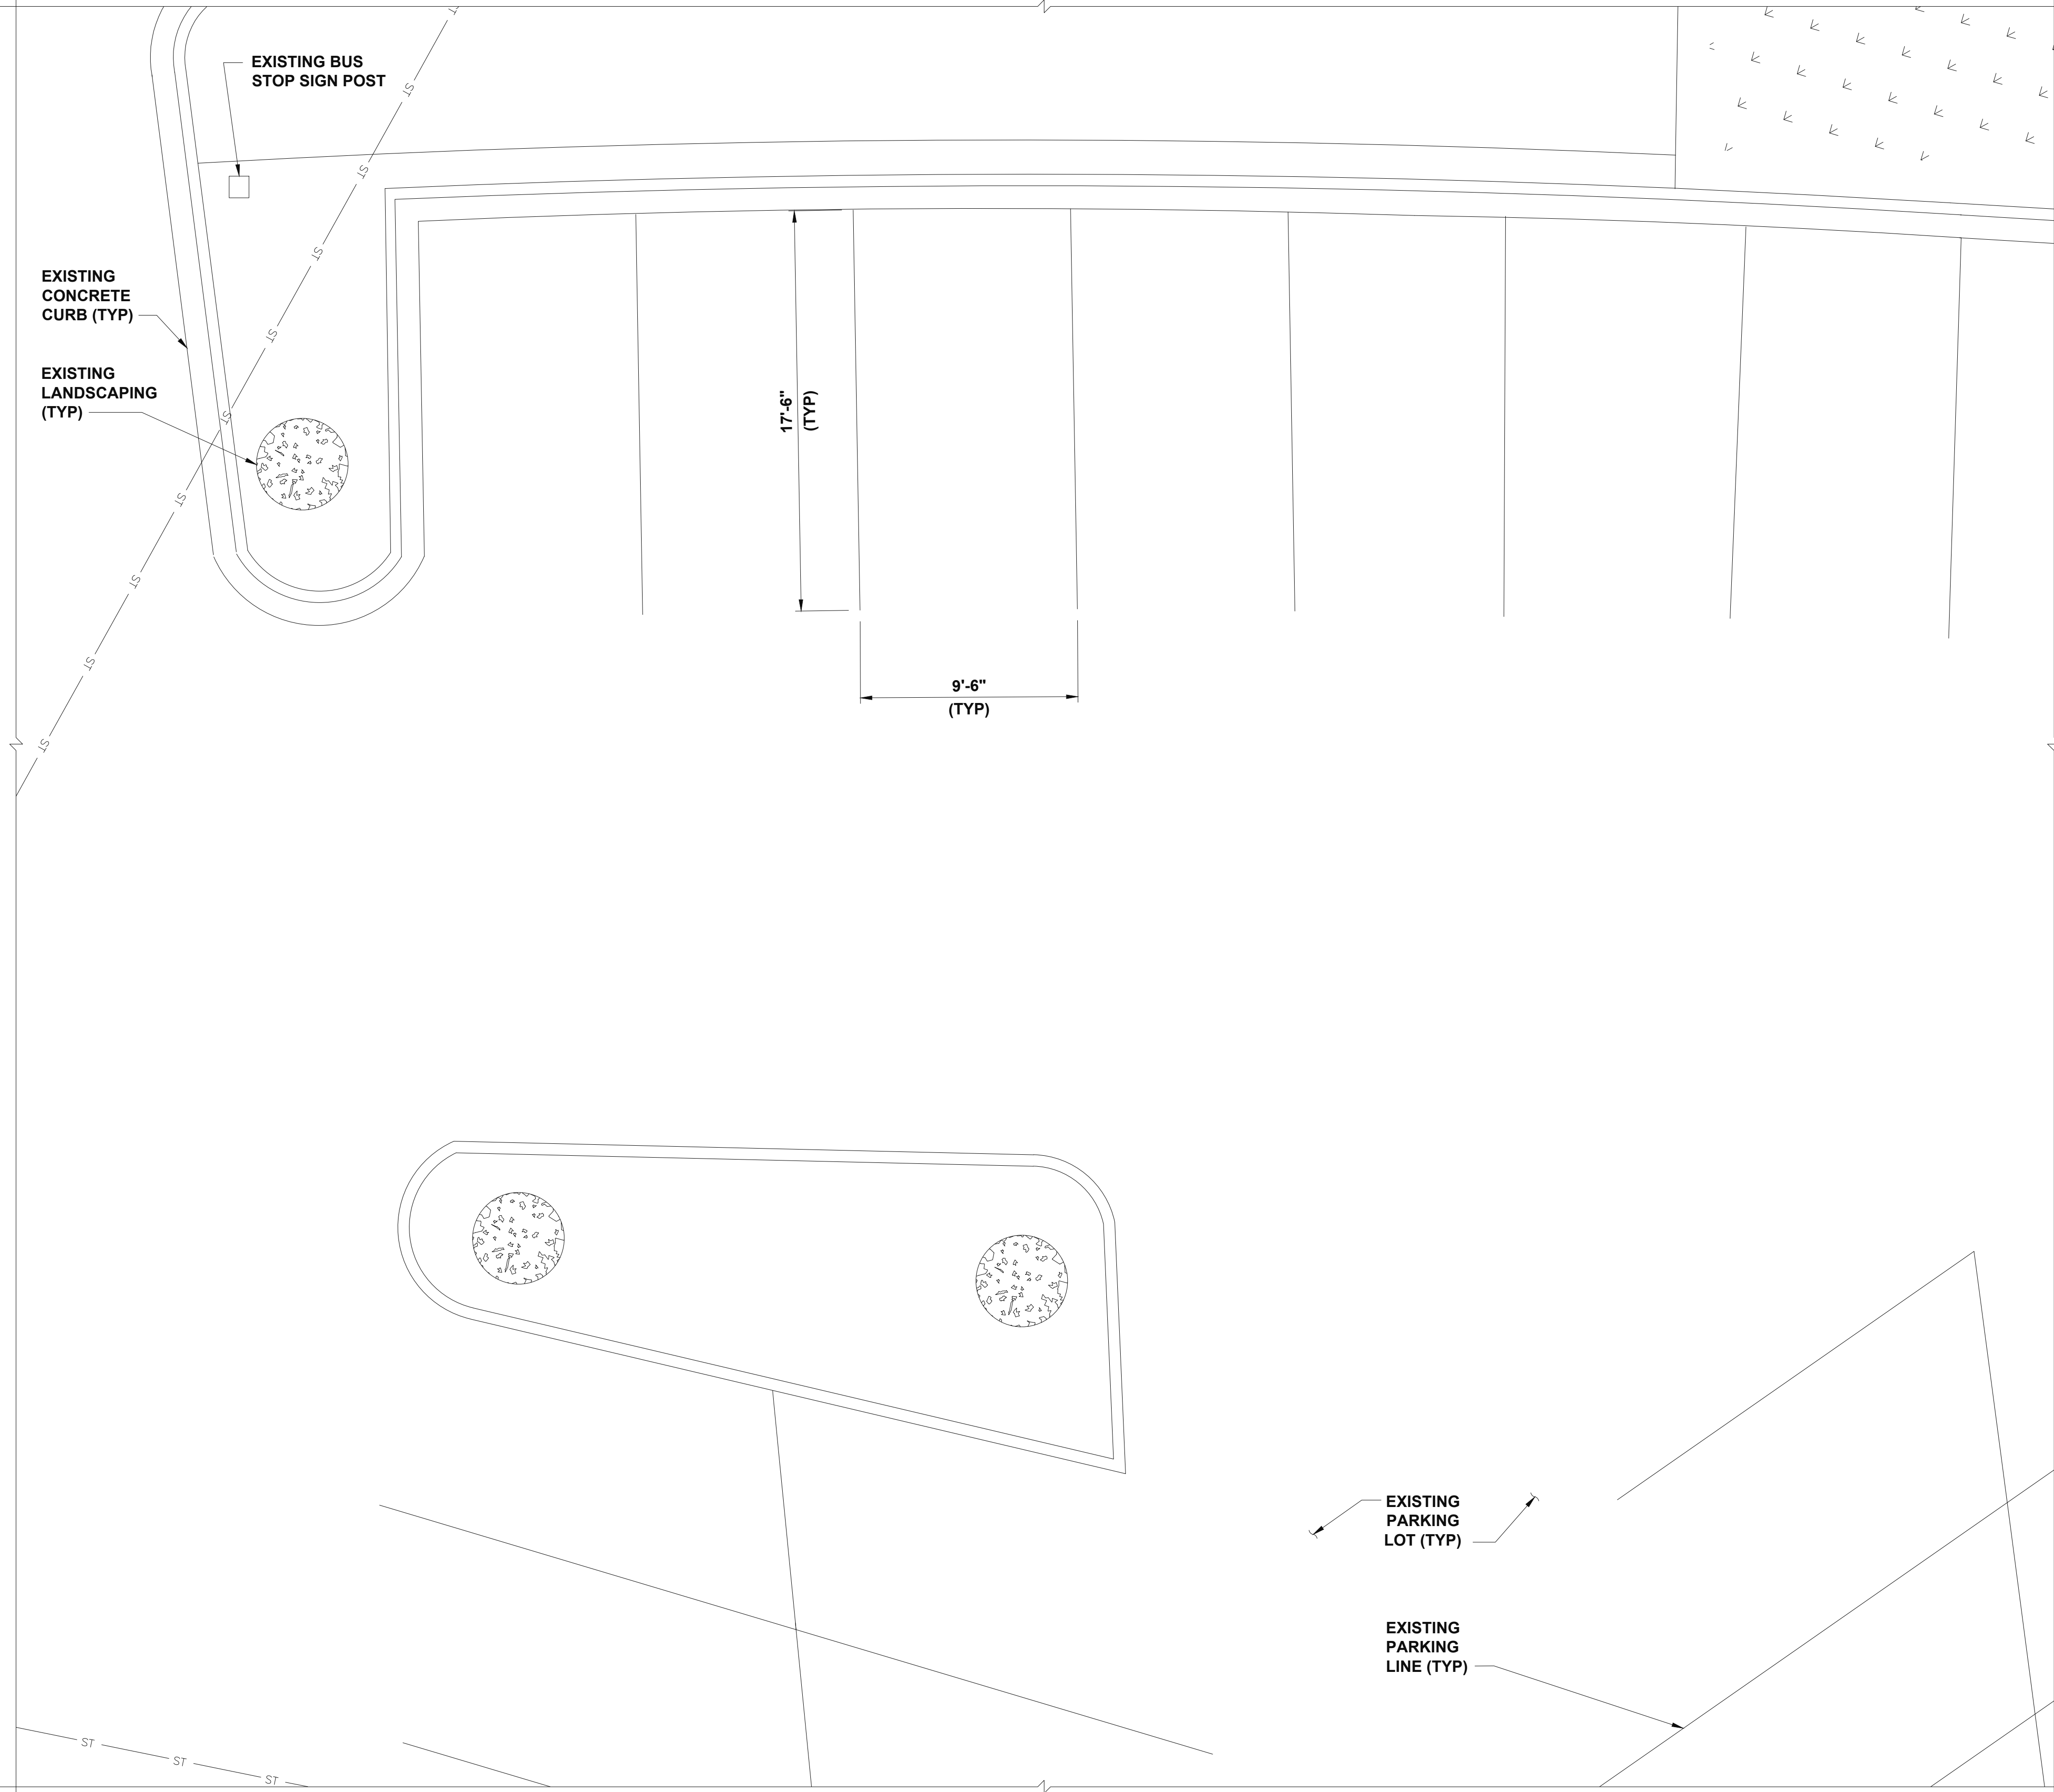 EXISTING BUS
STOP SIGN POST
EXISTING
CONCRETE
CURB (TYP)
EXISTING
LANDSCAPING
(TYP)
17'-6"
(TYP)
9'-6"
(TYP)
ST
ST
ST
ST
ST
ST
ST
ST
ST
ST
EXISTING
PARKING
LOT (TYP)
EXISTING
PARKING
LINE (TYP)
ST
ST
ST